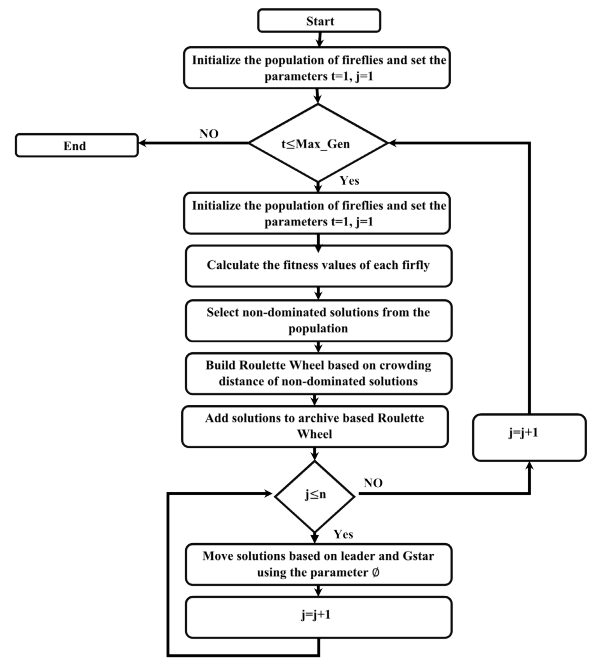 Start
Initialize the population of fireflies and set the
parameters t=1, j=1
NO
End
t≤Max_Gen
Yes
Initialize the population of fireflies and set the
parameters t=1, j=1
Calculate the fitness values of each firfly
Select non-dominated solutions from the
population
Build Roulette Wheel based on crowding
distance of non-dominated solutions
Add solutions to archive based Roulette
Wheel
j=j+1
j≤n
NO
Yes
Move solutions based on leader and Gstar
using the parameter ∅
j=j+1